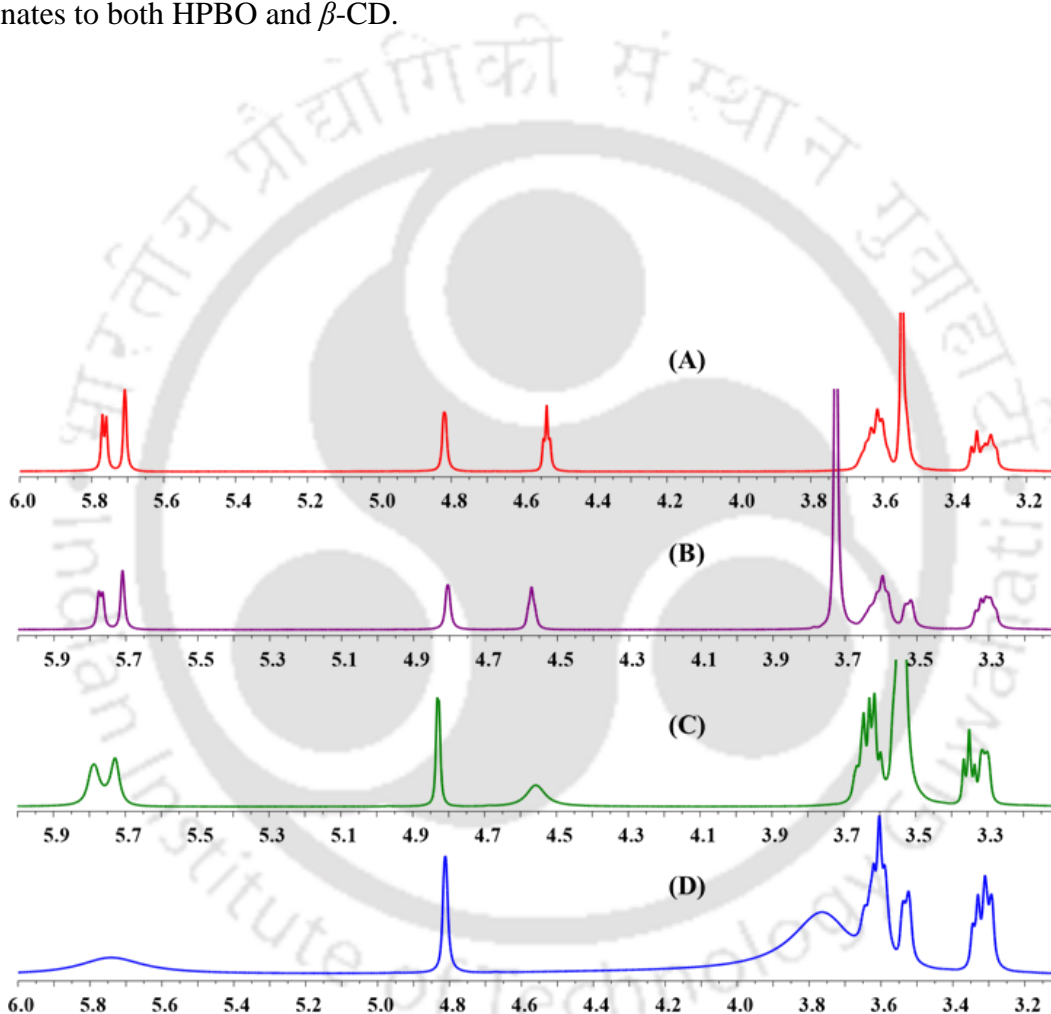 nates to both HPBO and β-CD.
भारतीय प्रौद्योगिकी संस्थान गुवाहाटी
Indian Institute of Technology Guwahati
(A)
6.0 5.8 5.6 5.4 5.2 5.0 4.8 4.6 4.4 4.2 4.0 3.8 3.6 3.4 3.2
(B)
5.9 5.7 5.5 5.3 5.1 4.9 4.7 4.5 4.3 4.1 3.9 3.7 3.5 3.3
(C)
5.9 5.7 5.5 5.3 5.1 4.9 4.7 4.5 4.3 4.1 3.9 3.7 3.5 3.3
(D)
6.0 5.8 5.6 5.4 5.2 5.0 4.8 4.6 4.4 4.2 4.0 3.8 3.6 3.4 3.2